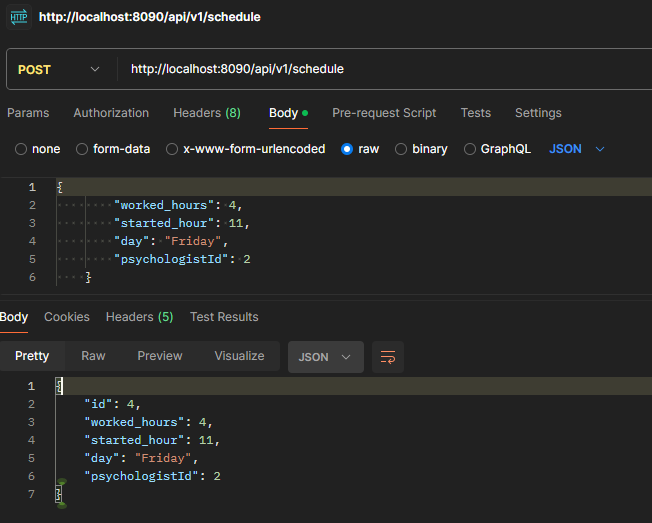 HTTP http://localhost:8090/api/v1/schedule
POST http://localhost:8090/api/v1/schedule
Params Authorization Headers (8) Body Pre-request Script Tests Settings
none form-data x-www-form-urlencoded raw binary GraphQL JSON
1 {
2 "worked_hours": 4,
3 "started_hour": 11,
4 "day": "Friday",
5 "psychologistId": 2
6 }
Body Cookies Headers (5) Test Results
Pretty Raw Preview Visualize JSON
1 {
2 "id": 4,
3 "worked_hours": 4,
4 "started_hour": 11,
5 "day": "Friday",
6 "psychologistId": 2
7 }